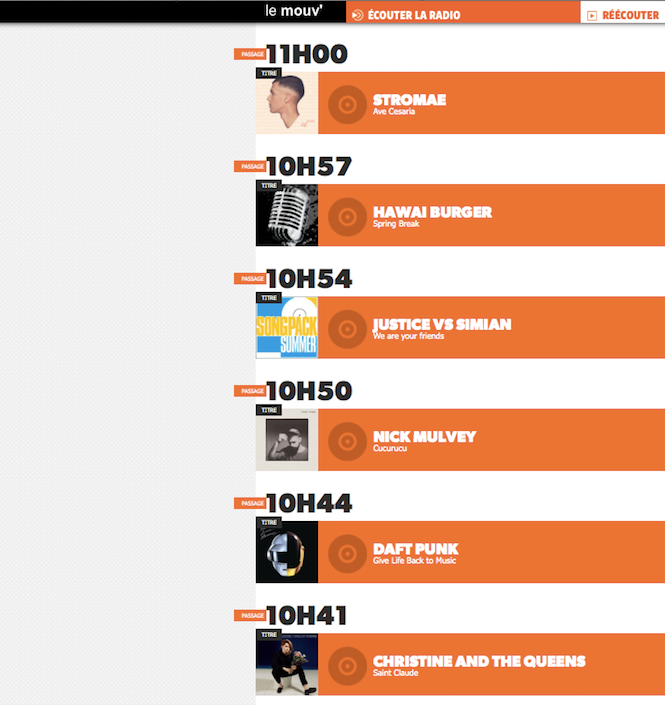 le mouv' ÉCOUTER LA RADIO RÉÉCOUTER
PASSAGE 11H00
TITRE
STROMAE
Ave Cesaria
PASSAGE 10H57
TITRE
HAWAI BURGER
Spring Break
PASSAGE 10H54
TITRE
SONGPACK
SUMMER
JUSTICE VS SIMIAN
We are your friends
PASSAGE 10H50
TITRE
NICK MULVEY
Cucurucu
PASSAGE 10H44
TITRE
DAFT PUNK
Give Life Back to Music
PASSAGE 10H41
TITRE
CHRISTINE AND THE QUEENS
Saint Claude